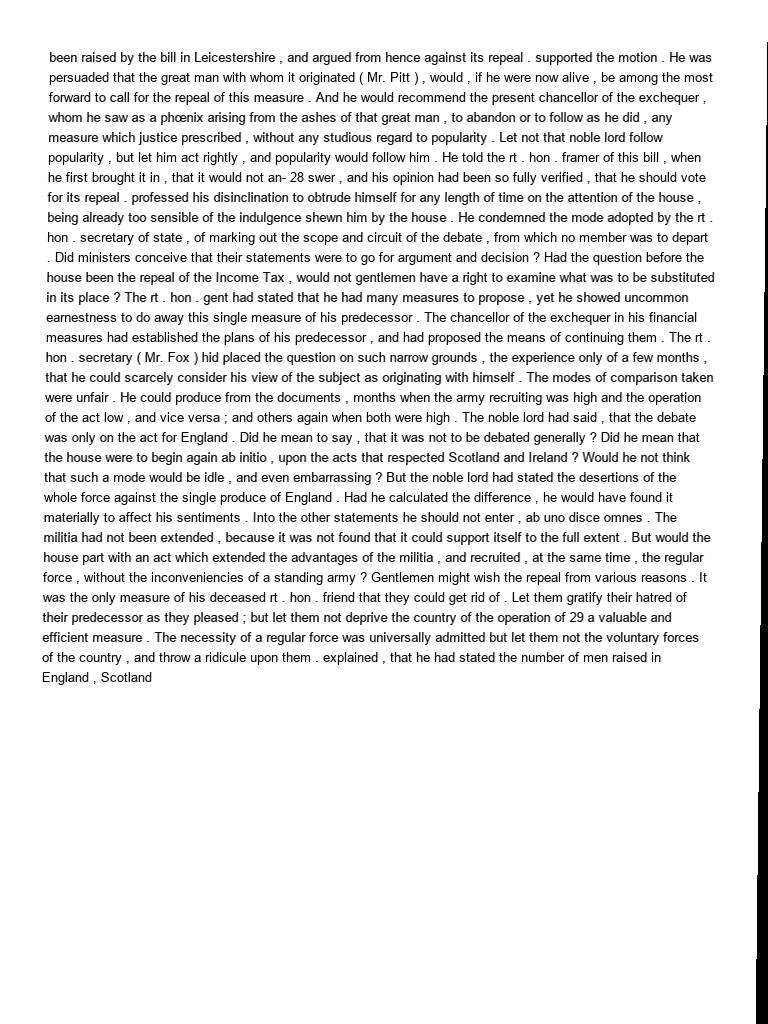 been raised by the bill in Leicestershire , and argued from hence against its repeal . supported the motion . He was
persuaded that the great man with whom it originated ( Mr. Pitt ) , would , if he were now alive , be among the most
forward to call for the repeal of this measure . And he would recommend the present chancellor of the exchequer ,
whom he saw as a phœnix arising from the ashes of that great man , to abandon or to follow as he did , any
measure which justice prescribed , without any studious regard to popularity . Let not that noble lord follow
popularity , but let him act rightly , and popularity would follow him . He told the rt . hon . framer of this bill , when
he first brought it in , that it would not an- 28 swer , and his opinion had been so fully verified , that he should vote
for its repeal . professed his disinclination to obtrude himself for any length of time on the attention of the house ,
being already too sensible of the indulgence shewn him by the house . He condemned the mode adopted by the rt .
hon . secretary of state , of marking out the scope and circuit of the debate , from which no member was to depart
. Did ministers conceive that their statements were to go for argument and decision ? Had the question before the
house been the repeal of the Income Tax , would not gentlemen have a right to examine what was to be substituted
in its place ? The rt . hon . gent had stated that he had many measures to propose , yet he showed uncommon
earnestness to do away this single measure of his predecessor . The chancellor of the exchequer in his financial
measures had established the plans of his predecessor , and had proposed the means of continuing them . The rt .
hon . secretary ( Mr. Fox ) hid placed the question on such narrow grounds , the experience only of a few months ,
that he could scarcely consider his view of the subject as originating with himself . The modes of comparison taken
were unfair . He could produce from the documents , months when the army recruiting was high and the operation
of the act low , and vice versa ; and others again when both were high . The noble lord had said , that the debate
was only on the act for England . Did he mean to say , that it was not to be debated generally ? Did he mean that
the house were to begin again ab initio , upon the acts that respected Scotland and Ireland ? Would he not think
that such a mode would be idle , and even embarrassing ? But the noble lord had stated the desertions of the
whole force against the single produce of England . Had he calculated the difference , he would have found it
materially to affect his sentiments . Into the other statements he should not enter , ab uno disce omnes . The
militia had not been extended , because it was not found that it could support itself to the full extent . But would the
house part with an act which extended the advantages of the militia , and recruited , at the same time , the regular
force , without the inconveniencies of a standing army ? Gentlemen might wish the repeal from various reasons . It
was the only measure of his deceased rt . hon . friend that they could get rid of . Let them gratify their hatred of
their predecessor as they pleased ; but let them not deprive the country of the operation of 29 a valuable and
efficient measure . The necessity of a regular force was universally admitted but let them not the voluntary forces
of the country , and throw a ridicule upon them . explained , that he had stated the number of men raised in
England , Scotland